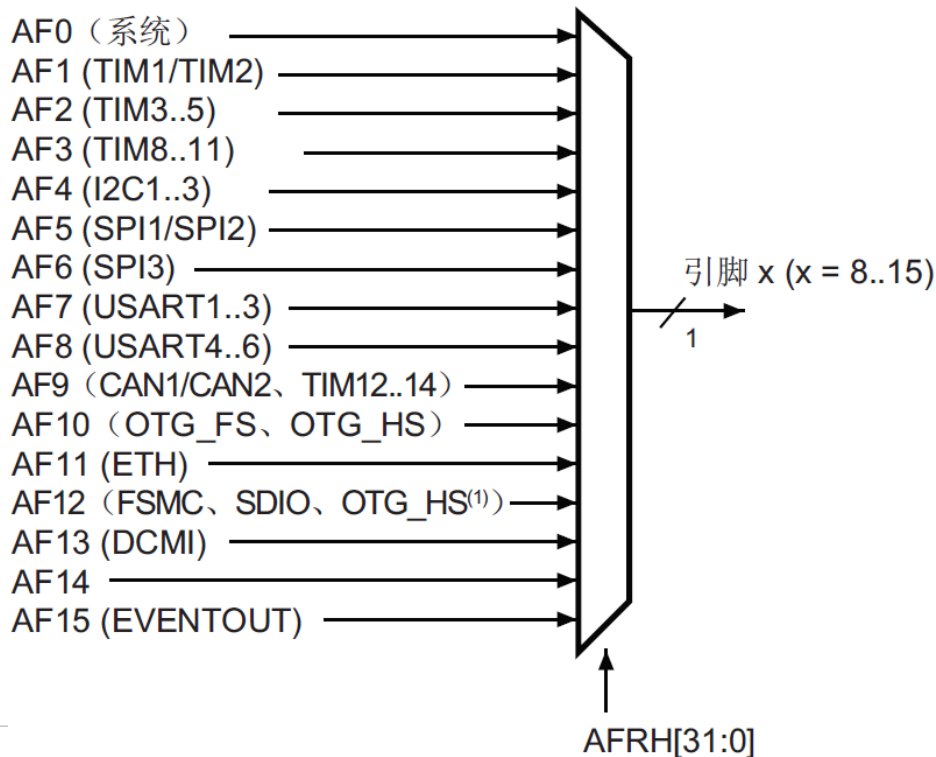 AF0（系统）
AF1 (TIM1/TIM2)
AF2 (TIM3..5)
AF3 (TIM8..11)
AF4 (I2C1..3)
AF5 (SPI1/SPI2)
AF6 (SPI3)
AF7 (USART1..3)
AF8 (USART4..6)
AF9（CAN1/CAN2、TIM12..14）
AF10（OTG_FS、OTG_HS）
AF11 (ETH)
AF12（FSMC、SDIO、OTG_HS⁽¹⁾）
AF13 (DCMI)
AF14
AF15 (EVENTOUT)
引脚 x (x = 8..15)
1
AFRH[31:0]